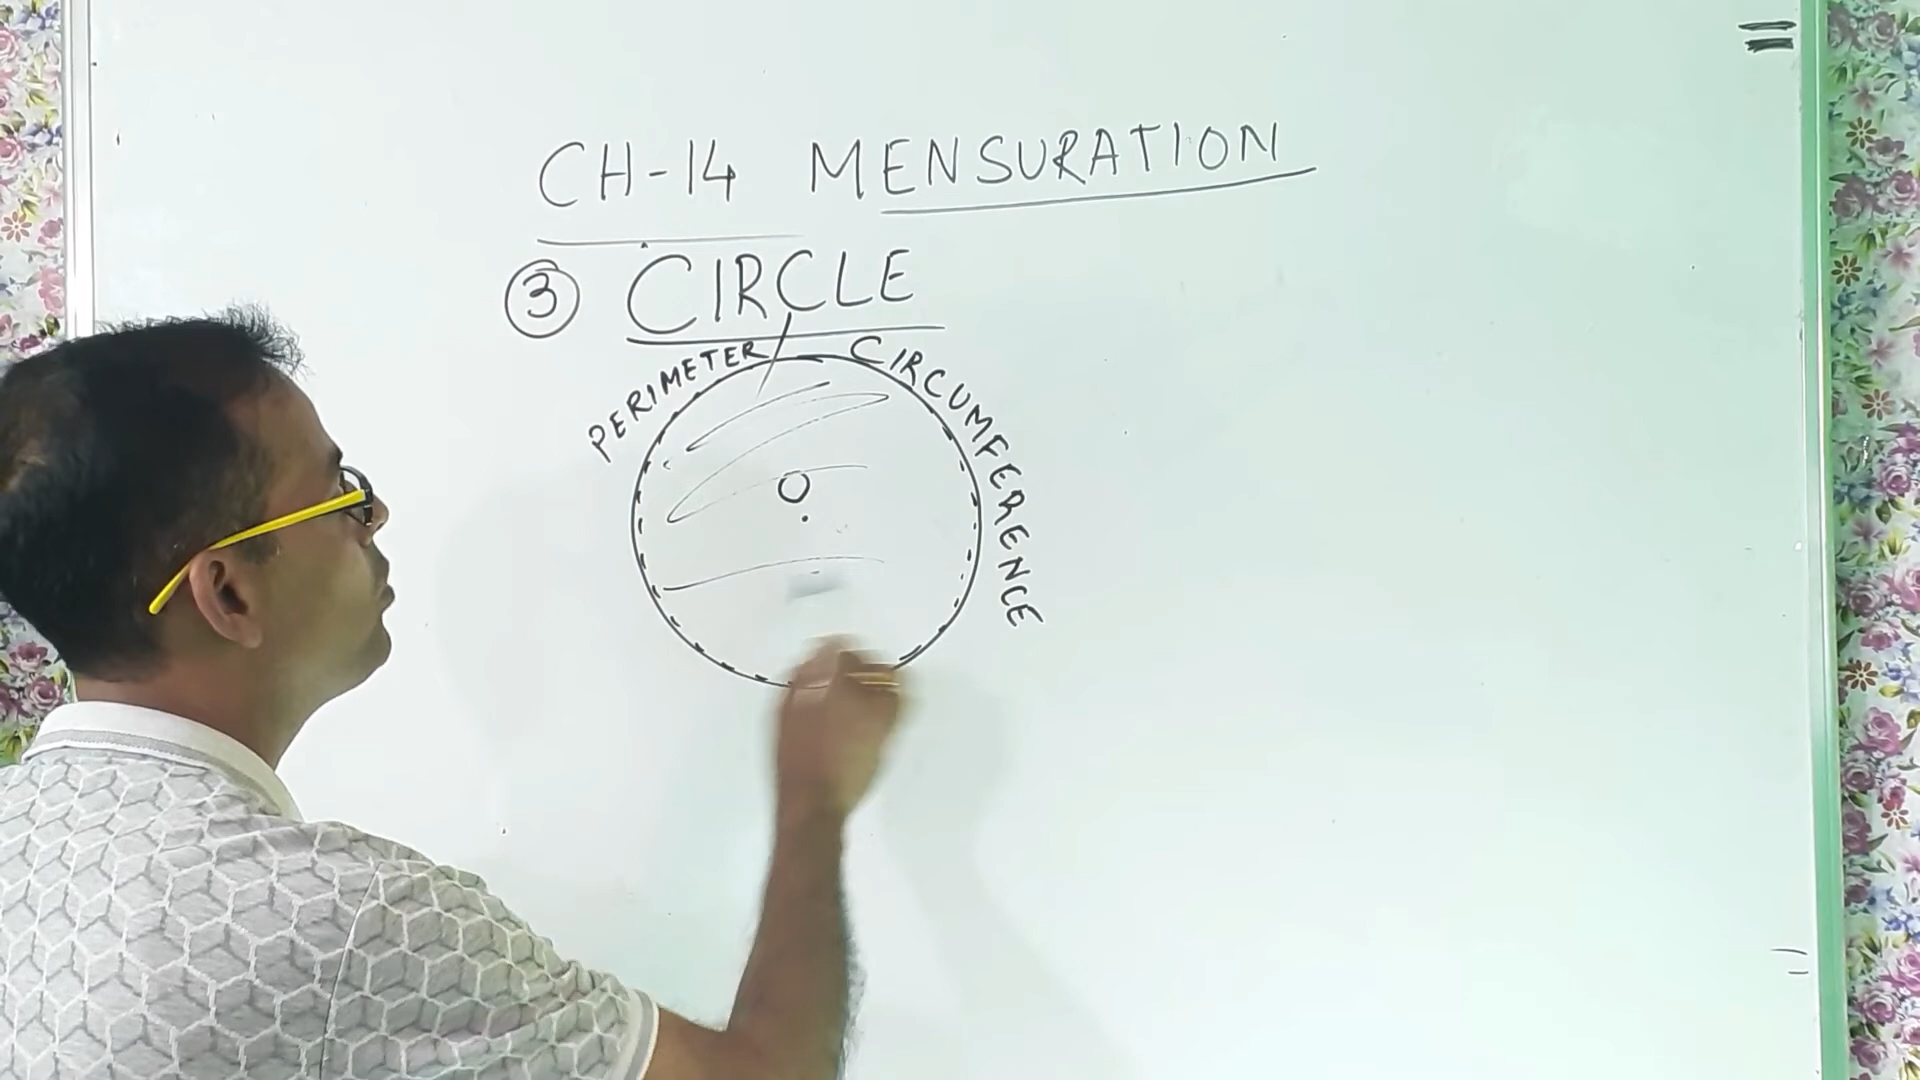 CH-14 MENSURATION
③ CIRCLE
PERIMETER / CIRCUMFERENCE
O